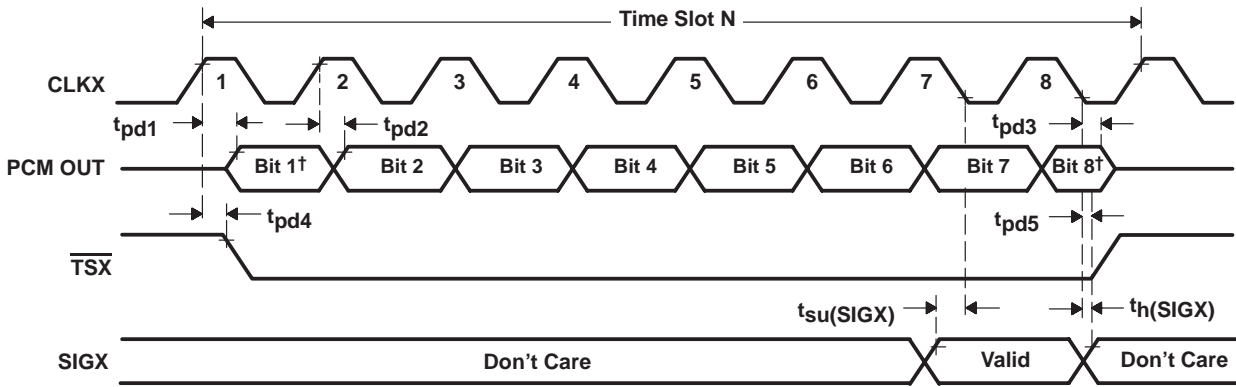 Time Slot N
CLKX 1 2 3 4 5 6 7 8
tpd1 tpd2 tpd3
PCM OUT Bit 1† Bit 2 Bit 3 Bit 4 Bit 5 Bit 6 Bit 7 Bit 8†
tpd4 tpd5
TSX
tsu(SIGX) th(SIGX)
SIGX Don't Care Valid Don't Care